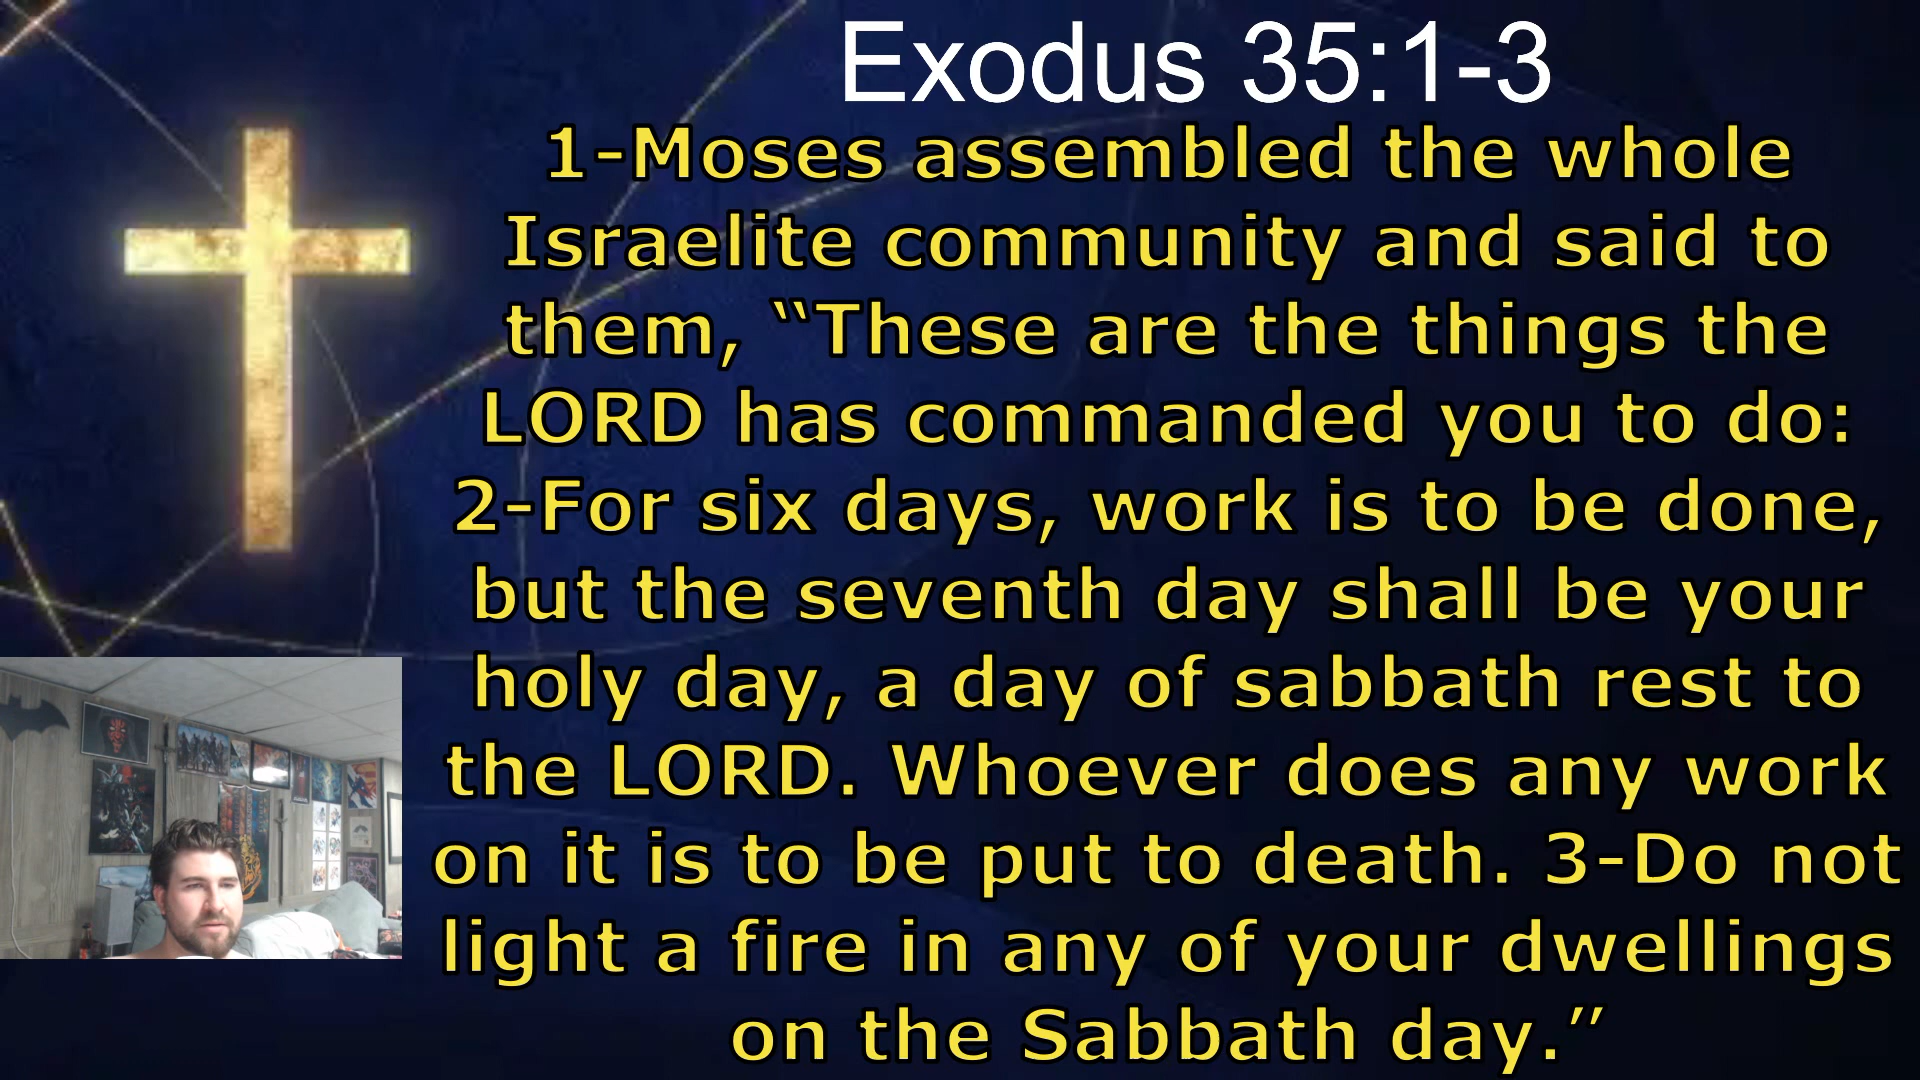 Exodus 35:1-3
1-Moses assembled the whole
Israelite community and said to
them, “These are the things the
LORD has commanded you to do:
2-For six days, work is to be done,
but the seventh day shall be your
holy day, a day of sabbath rest to
the LORD. Whoever does any work
on it is to be put to death. 3-Do not
light a fire in any of your dwellings
on the Sabbath day.”